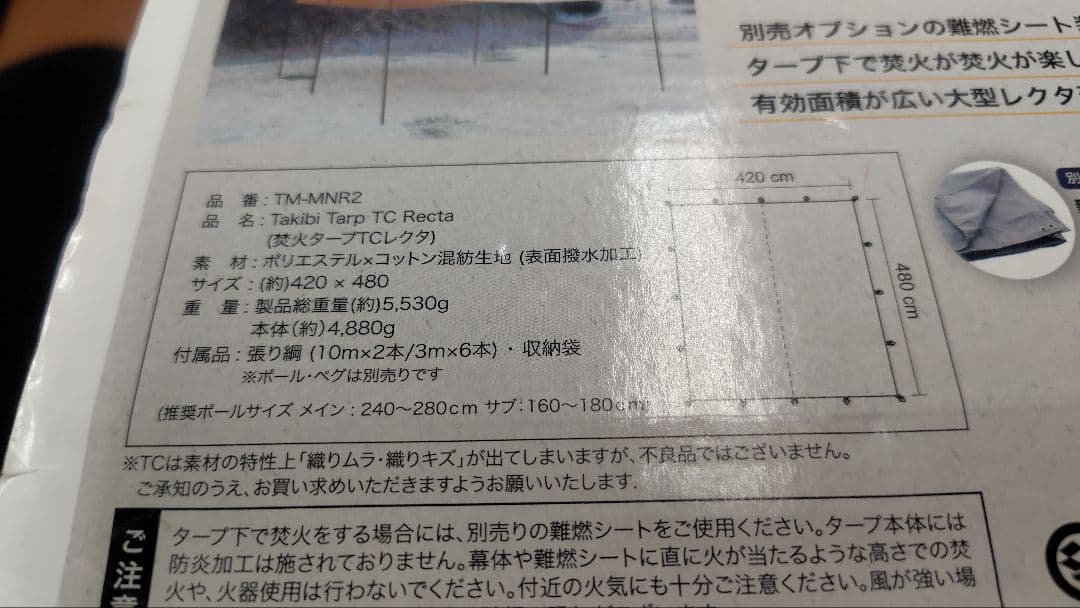 別売オプションの難燃シート
タープ下で焚火が焚火が楽し
有効面積が広い大型レクタ
品 番 : TM-MNR2
品 名 : Takibi Tarp TC Recta
(焚火タープTCレクタ)
素 材 : ポリエステル×コットン混紡生地 (表面撥水加工)
サイズ : (約)420 × 480
重 量 : 製品総重量(約)5,530g
本体(約)4,880g
付属品 : 張り綱 (10m×2本/3m×6本) ・ 収納袋
※ポール・ペグは別売りです
(推奨ポールサイズ メイン : 240〜280cm サブ : 160〜180cm)
420 cm
480 cm
別
※TCは素材の特性上「織りムラ・織りキズ」が出てしまいますが、不良品ではございません。
ご承知のうえ、お買い求めいただきますようお願いいたします.
ご注意
タープ下で焚火をする場合には、別売りの難燃シートをご使用ください。タープ本体には
防炎加工は施されておりません。幕体や難燃シートに直に火が当たるような高さでの焚
火や、火器使用は行わないでください。付近の火気にも十分ご注意ください。風が強い場